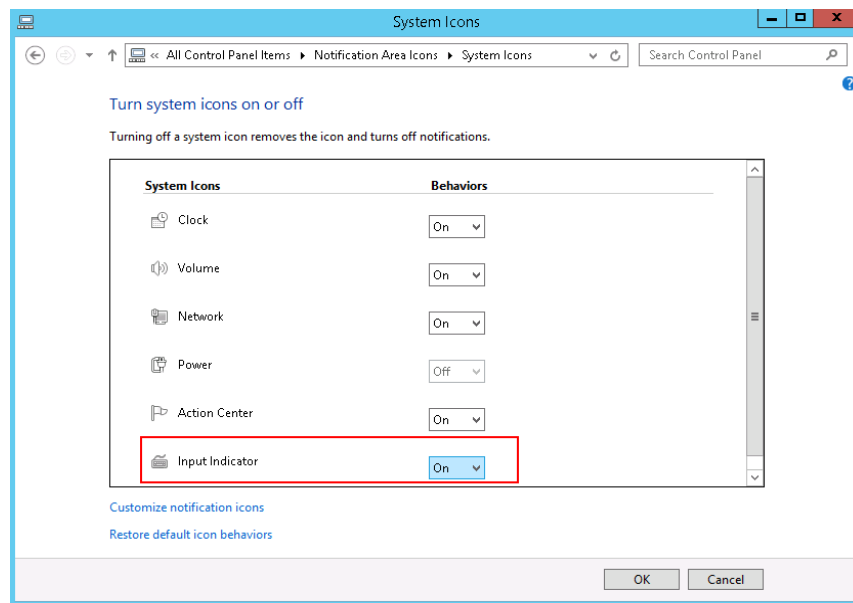 System Icons
« All Control Panel Items Notification Area Icons System Icons Search Control Panel
?
Turn system icons on or off
Turning off a system icon removes the icon and turns off notifications.
System Icons Behaviors
Clock On
Volume On
Network On
Power Off
Action Center On
Input Indicator On
Customize notification icons
Restore default icon behaviors
OK Cancel